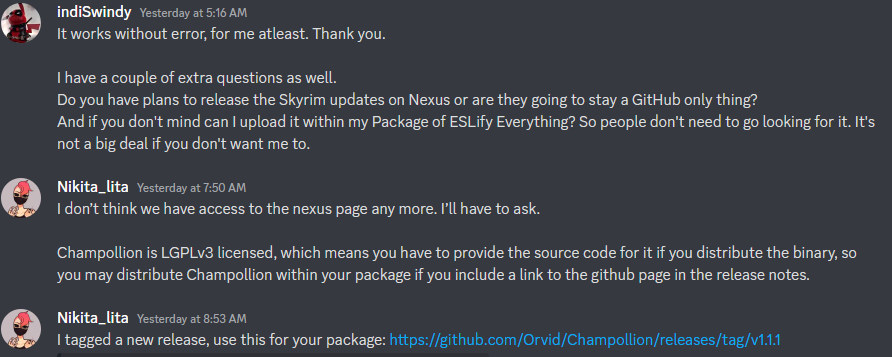 indiSwindy Yesterday at 5:16 AM
It works without error, for me atleast. Thank you.
I have a couple of extra questions as well.
Do you have plans to release the Skyrim updates on Nexus or are they going to stay a GitHub only thing?
And if you don't mind can I upload it within my Package of ESLify Everything? So people don't need to go looking for it. It's
not a big deal if you don't want me to.
Nikita_lita Yesterday at 7:50 AM
I don't think we have access to the nexus page any more. I'll have to ask.
Champollion is LGPLv3 licensed, which means you have to provide the source code for it if you distribute the binary, so
you may distribute Champollion within your package if you include a link to the github page in the release notes.
Nikita_lita Yesterday at 8:53 AM
I tagged a new release, use this for your package: https://github.com/Orvid/Champollion/releases/tag/v1.1.1